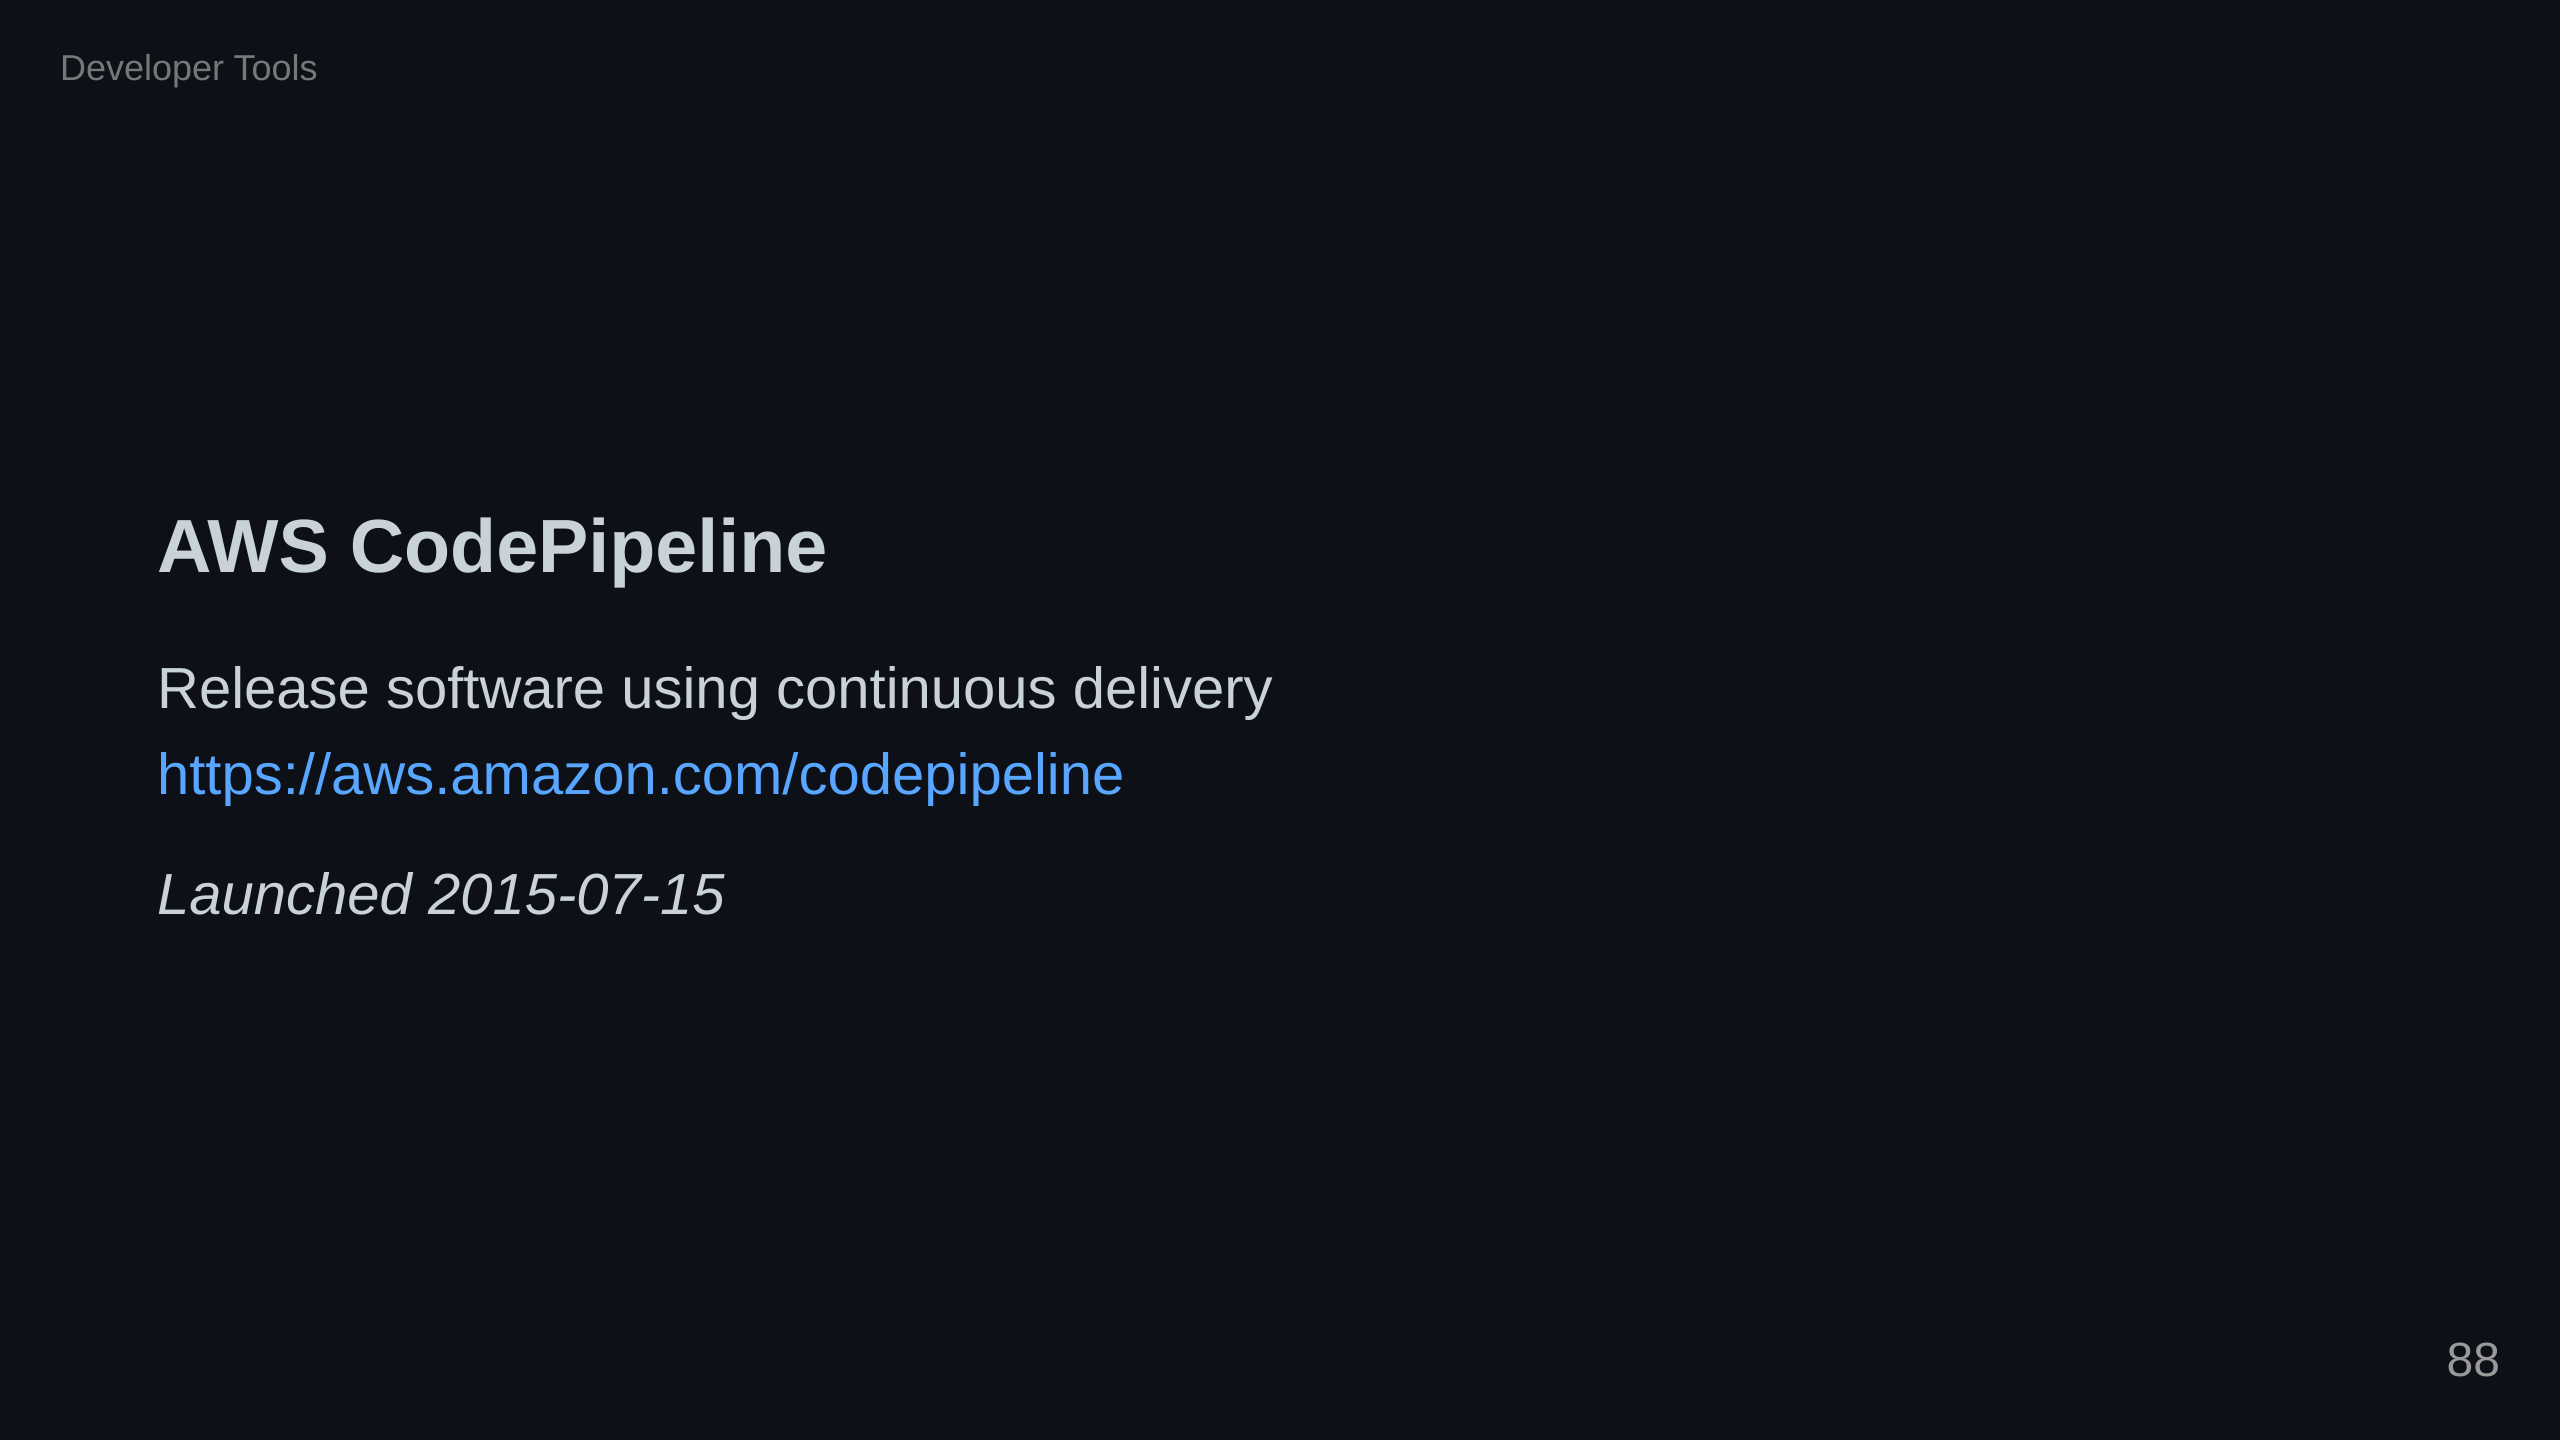 Developer Tools
AWS CodePipeline
Release software using continuous delivery
https://aws.amazon.com/codepipeline
Launched 2015-07-15
88